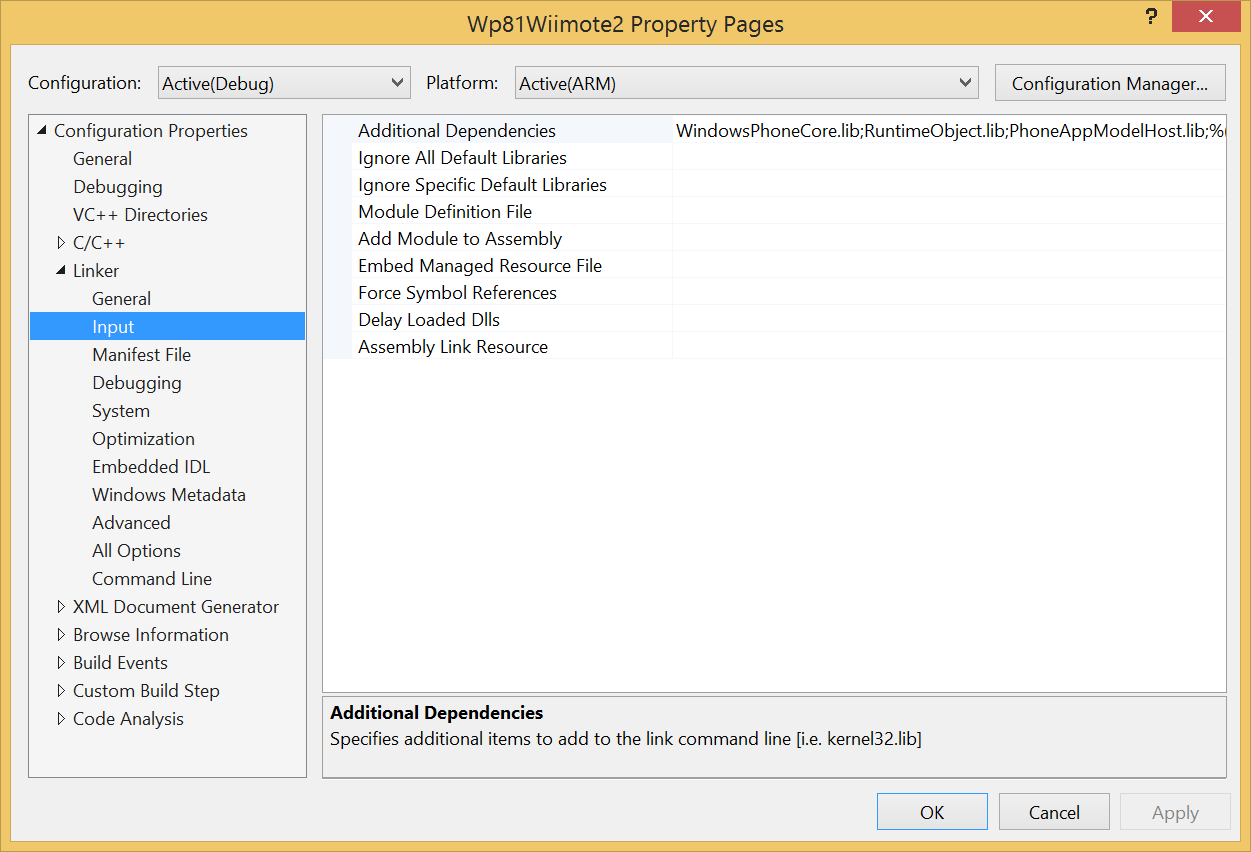 Wp81Wiimote2 Property Pages
?
Configuration: Active(Debug) Platform: Active(ARM) Configuration Manager...
Configuration Properties
General
Debugging
VC++ Directories
C/C++
Linker
General
Input
Manifest File
Debugging
System
Optimization
Embedded IDL
Windows Metadata
Advanced
All Options
Command Line
XML Document Generator
Browse Information
Build Events
Custom Build Step
Code Analysis
Additional Dependencies WindowsPhoneCore.lib;RuntimeObject.lib;PhoneAppModelHost.lib;%(
Ignore All Default Libraries
Ignore Specific Default Libraries
Module Definition File
Add Module to Assembly
Embed Managed Resource File
Force Symbol References
Delay Loaded Dlls
Assembly Link Resource
Additional Dependencies
Specifies additional items to add to the link command line [i.e. kernel32.lib]
OK Cancel Apply